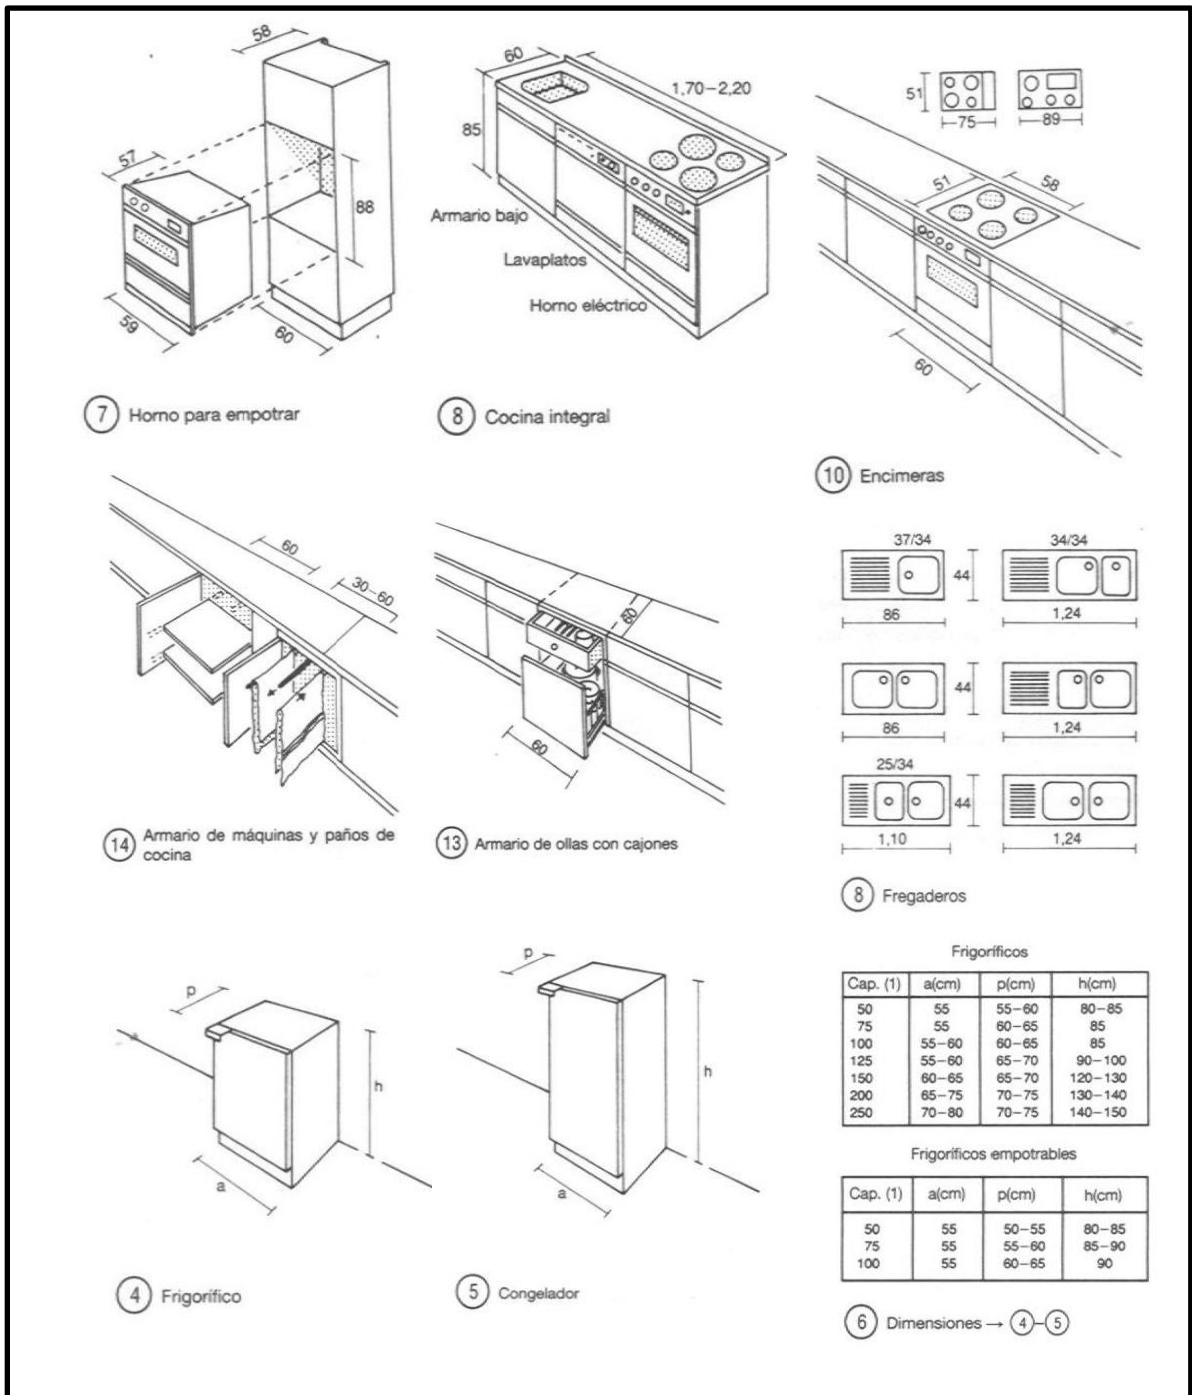 58
57
88
59
60
7 Horno para empotrar
60
1,70–2,20
85
Armario bajo
Lavaplatos
Horno eléctrico
8 Cocina integral
51
75
89
51
58
60
10 Encimeras
60
30–60
14 Armario de máquinas y paños de
cocina
60
60
13 Armario de ollas con cajones
37/34
34/34
44
86
1,24
44
86
1,24
25/34
44
1,10
1,24
8 Fregaderos
p
h
a
4 Frigorífico
p
h
a
5 Congelador
Frigoríficos
Cap. (1) a(cm) p(cm) h(cm)
50 55 55–60 80–85
75 55 60–65 85
100 55–60 60–65 85
125 55–60 65–70 90–100
150 60–65 65–70 120–130
200 65–75 70–75 130–140
250 70–80 70–75 140–150
Frigoríficos empotrables
Cap. (1) a(cm) p(cm) h(cm)
50 55 50–55 80–85
75 55 55–60 85–90
100 55 60–65 90
6 Dimensiones → 4–5